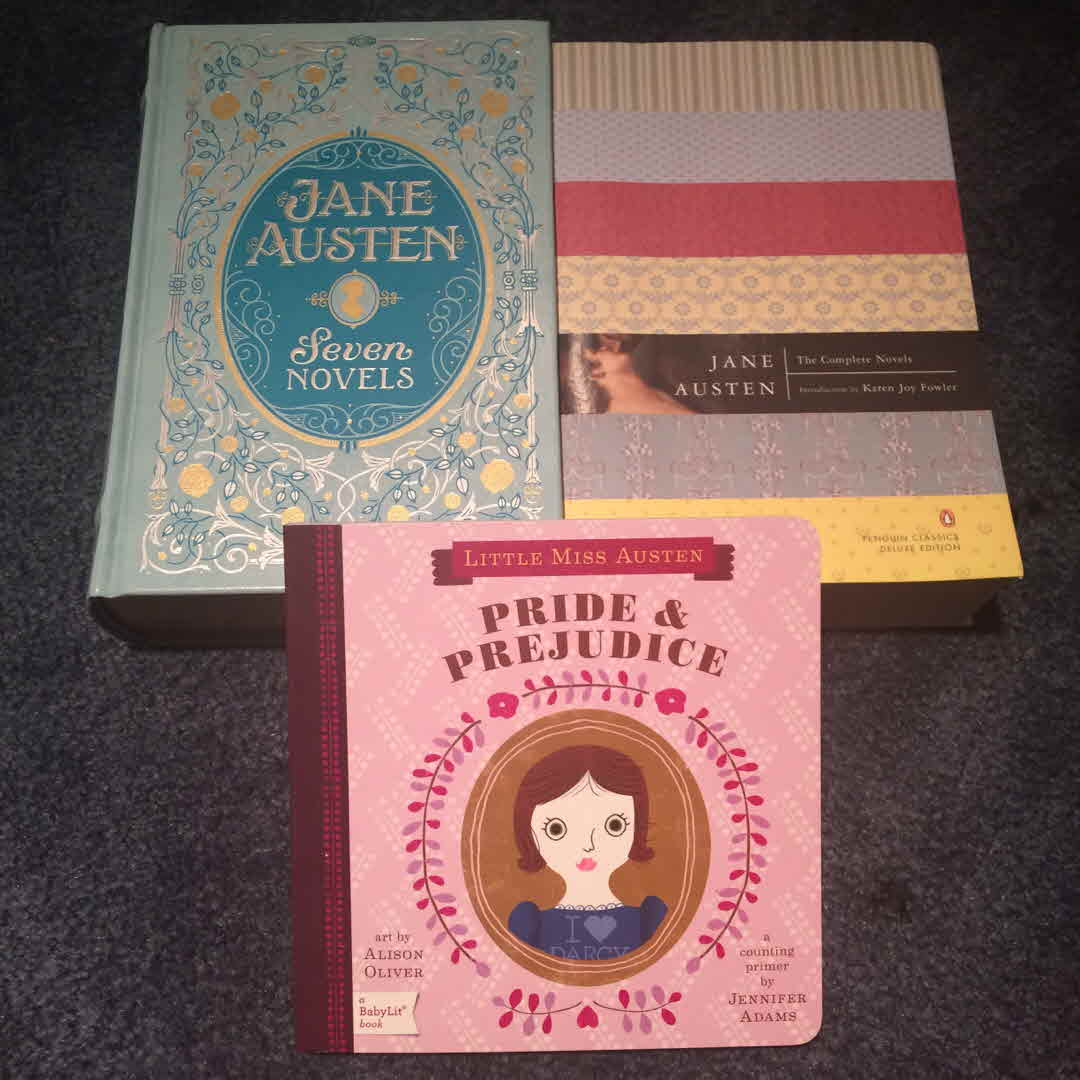 JANE
AUSTEN
Seven
NOVELS
JANE
AUSTEN
The Complete Novels
Introduction by Karen Joy Fowler
PENGUIN CLASSICS
DELUXE EDITION
LITTLE MISS AUSTEN
PRIDE &
PREJUDICE
I ♥
DARCY
art by
ALISON
OLIVER
a
BabyLit®
book
a
counting
primer
by
JENNIFER
ADAMS